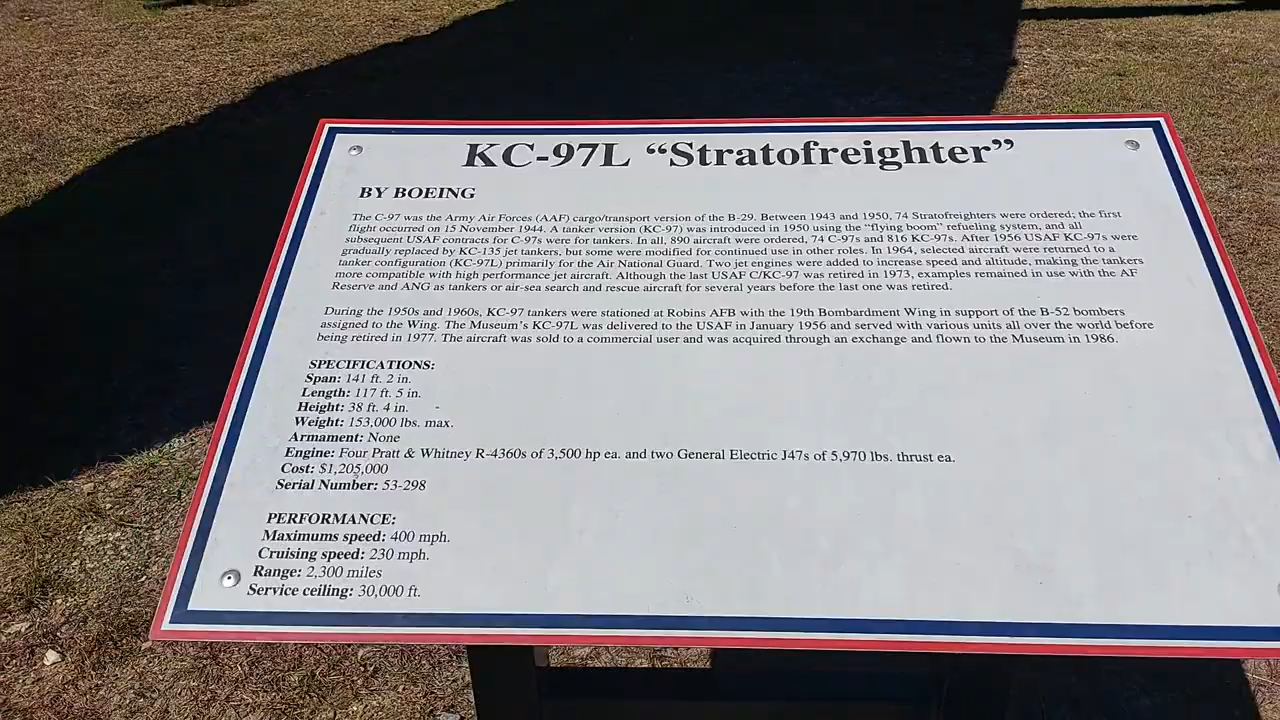 KC-97L “Stratofreighter”
BY BOEING
The C-97 was the Army Air Forces (AAF) cargo/transport version of the B-29. Between 1943 and 1950, 74 Stratofreighters were ordered; the first
flight occurred on 15 November 1944. A tanker version (KC-97) was introduced in 1950 using the “flying boom” refueling system, and all
subsequent USAF contracts for C-97s were for tankers. In all, 890 aircraft were ordered, 74 C-97s and 816 KC-97s. After 1956 USAF KC-97s were
gradually replaced by KC-135 jet tankers, but some were modified for continued use in other roles. In 1964, selected aircraft were returned to a
tanker configuration (KC-97L) primarily for the Air National Guard. Two jet engines were added to increase speed and altitude, making the tankers
more compatible with high performance jet aircraft. Although the last USAF C/KC-97 was retired in 1973, examples remained in use with the AF
Reserve and ANG as tankers or air-sea search and rescue aircraft for several years before the last one was retired.
During the 1950s and 1960s, KC-97 tankers were stationed at Robins AFB with the 19th Bombardment Wing in support of the B-52 bombers
assigned to the Wing. The Museum’s KC-97L was delivered to the USAF in January 1956 and served with various units all over the world before
being retired in 1977. The aircraft was sold to a commercial user and was acquired through an exchange and flown to the Museum in 1986.
SPECIFICATIONS:
Span: 141 ft. 2 in.
Length: 117 ft. 5 in.
Height: 38 ft. 4 in.
Weight: 153,000 lbs. max.
Armament: None
Engine: Four Pratt & Whitney R-4360s of 3,500 hp ea. and two General Electric J47s of 5,970 lbs. thrust ea.
Cost: $1,205,000
Serial Number: 53-298
PERFORMANCE:
Maximums speed: 400 mph.
Cruising speed: 230 mph.
Range: 2,300 miles
Service ceiling: 30,000 ft.